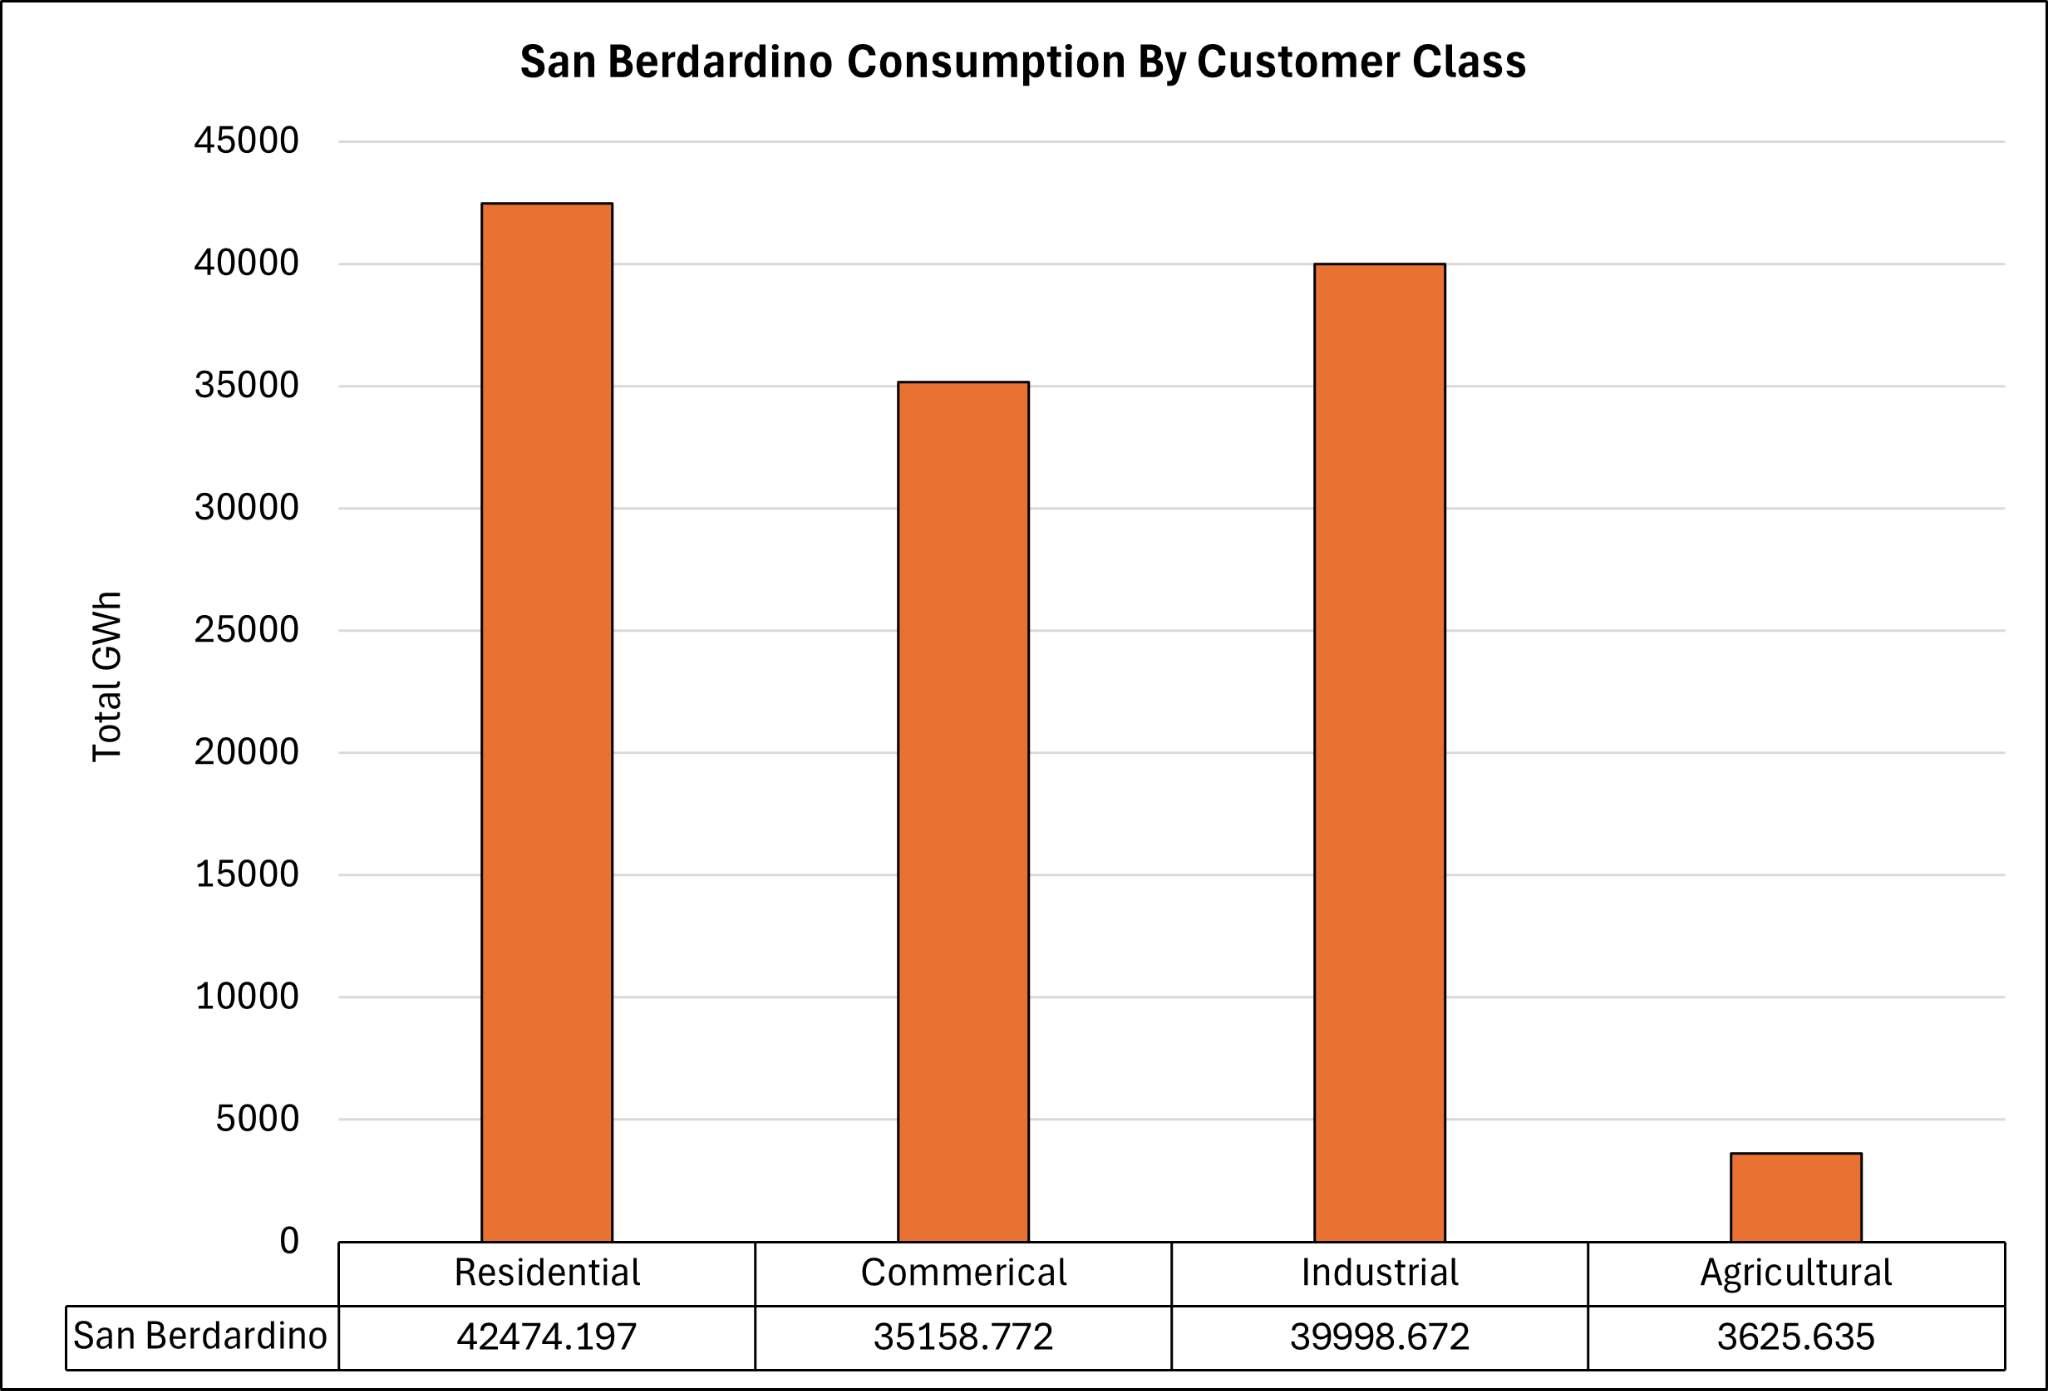 San Berdardino Consumption By Customer Class
45000
40000
35000
30000
25000
20000
15000
10000
5000
0
Total GWh
Residential Commerical Industrial Agricultural
San Berdardino 42474.197 35158.772 39998.672 3625.635